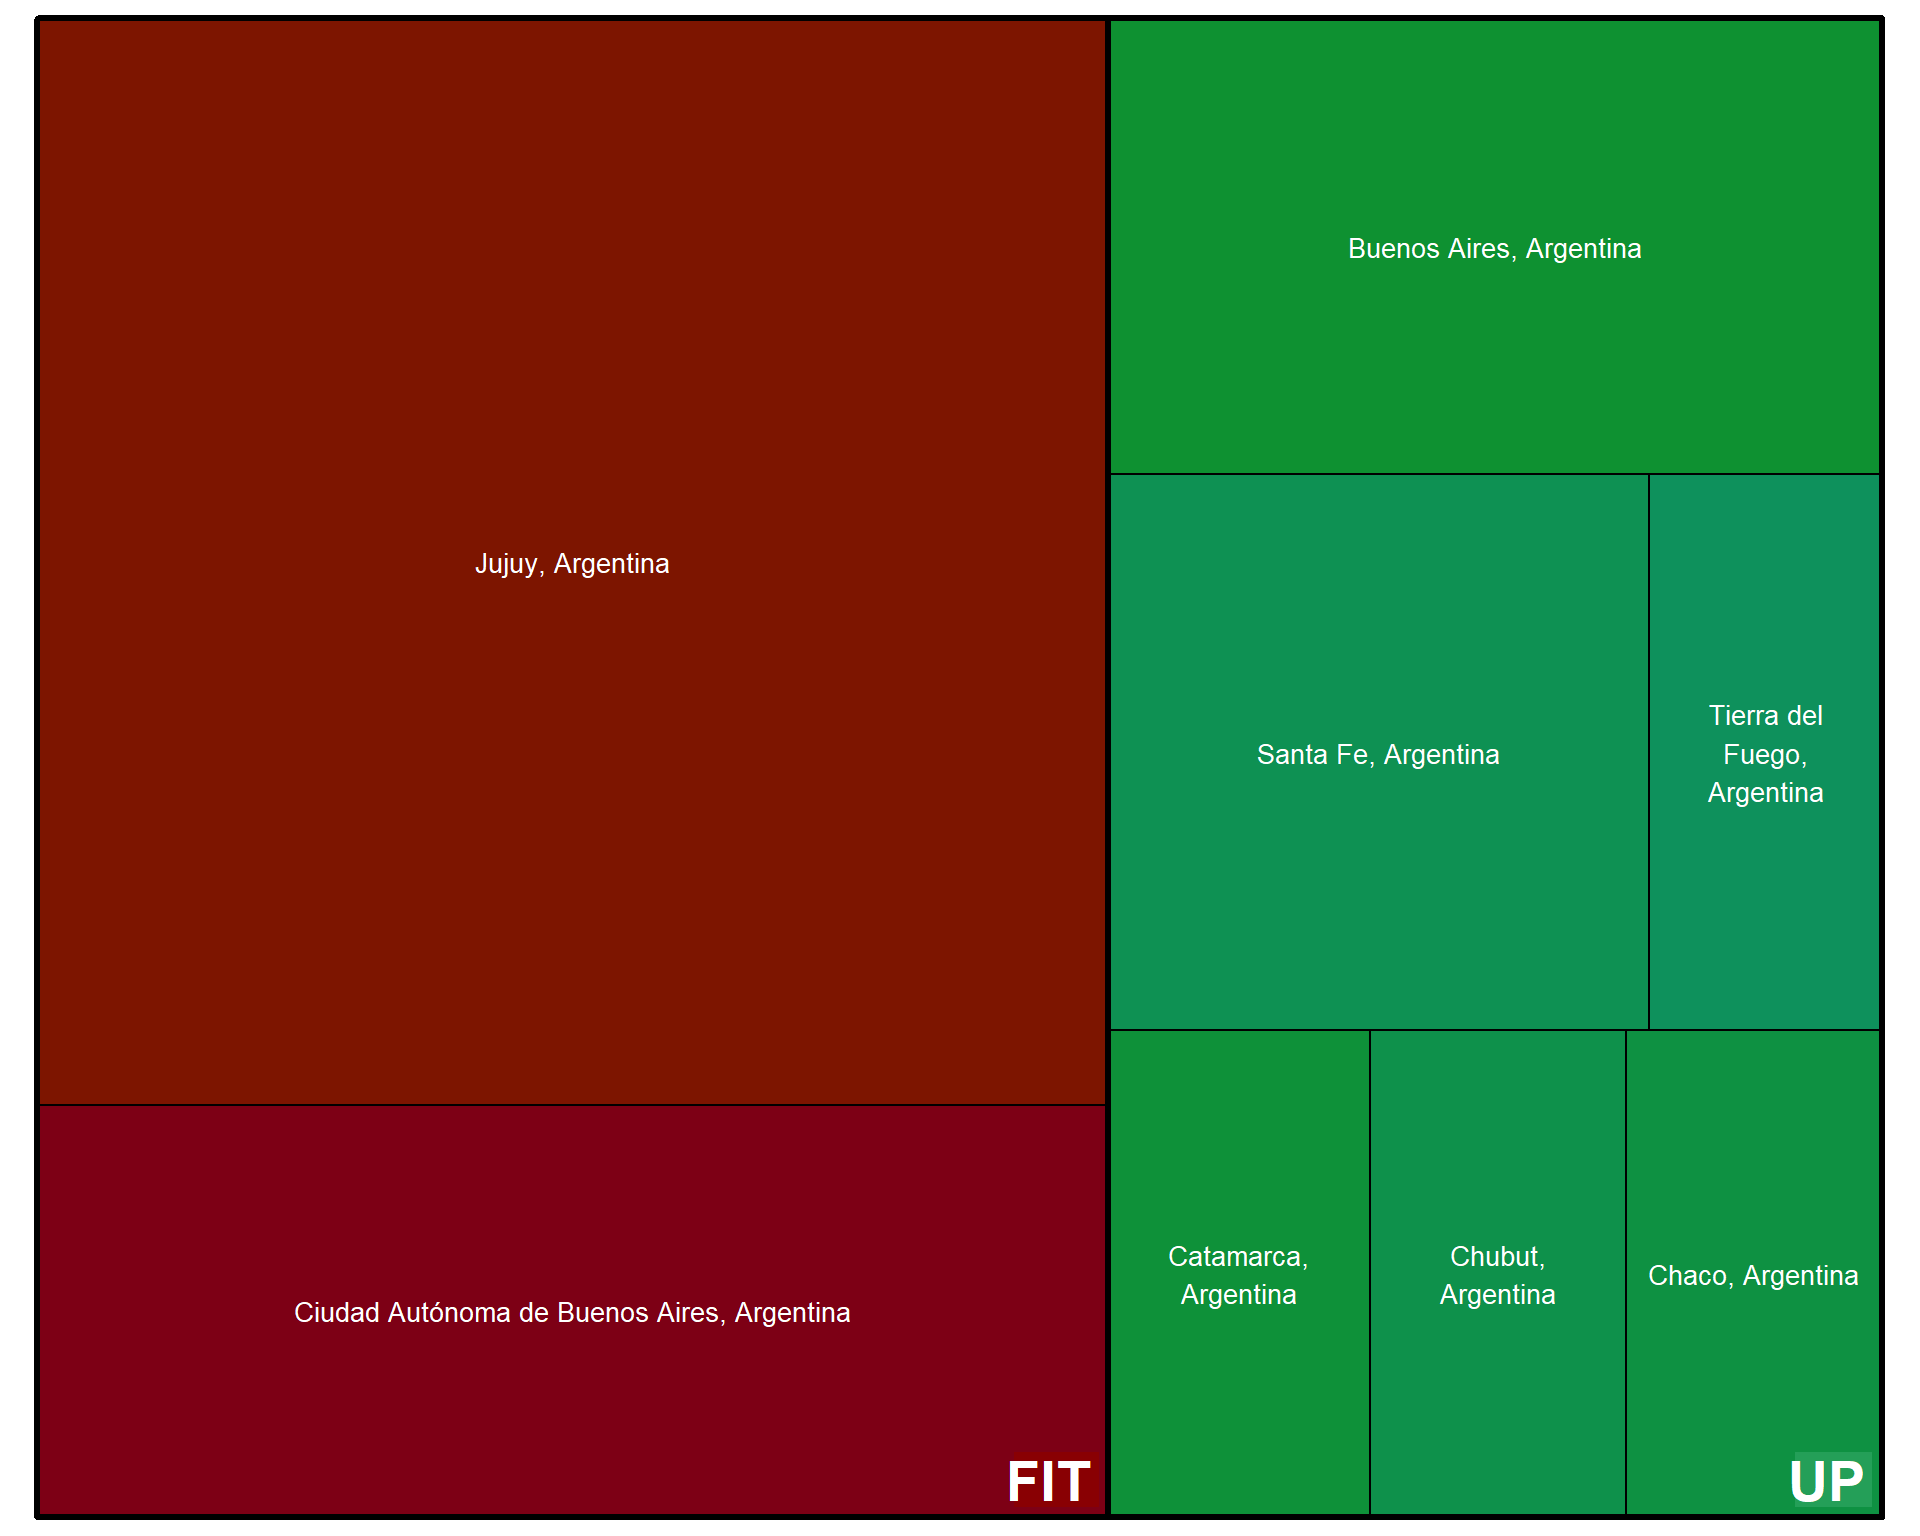 Jujuy, Argentina
Ciudad Autónoma de Buenos Aires, Argentina
FIT
Buenos Aires, Argentina
Santa Fe, Argentina
Tierra del
Fuego,
Argentina
Catamarca,
Argentina
Chubut,
Argentina
Chaco, Argentina
UP